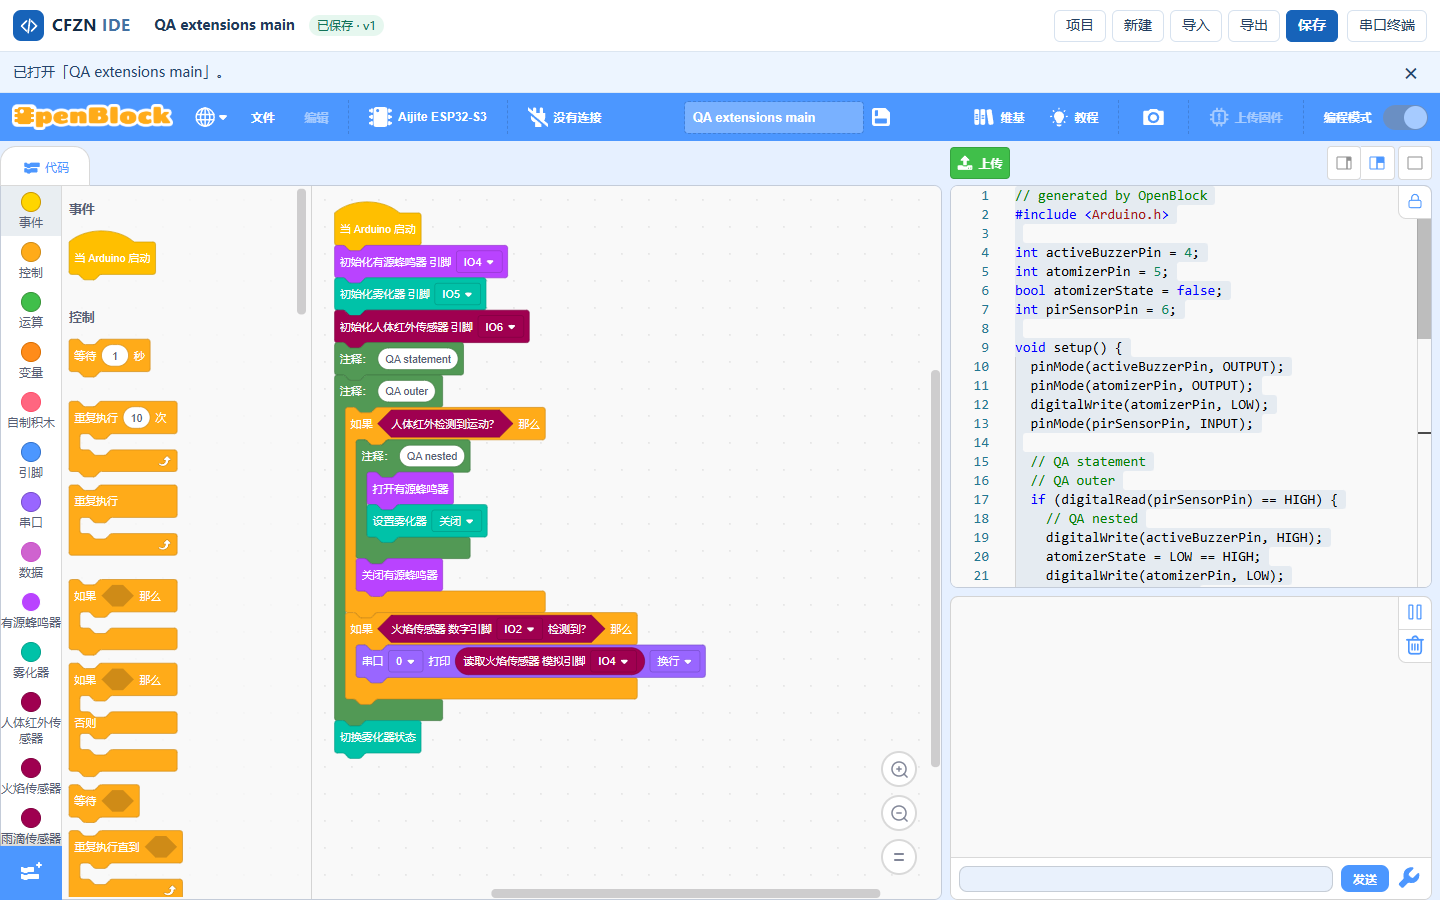 CFZN IDE
QA extensions main
已保存 · v1
项目
新建
导入
导出
保存
串口终端
已打开「QA extensions main」。
OpenBlock
文件
编辑
Aijite ESP32-S3
没有连接
QA extensions main
维基
教程
上传固件
编程模式
代码
上传
事件
控制
运算
变量
自制积木
引脚
串口
数据
有源蜂鸣器
雾化器
人体红外传
感器
火焰传感器
雨滴传感器
事件
当 Arduino 启动
控制
等待 1 秒
重复执行 10 次
重复执行
如果 那么
如果 那么
否则
等待
重复执行直到
当 Arduino 启动
初始化有源蜂鸣器 引脚 IO4
初始化雾化器 引脚 IO5
初始化人体红外传感器 引脚 IO6
注释: QA statement
注释: QA outer
如果 人体红外检测到运动? 那么
注释: QA nested
打开有源蜂鸣器
设置雾化器 关闭
关闭有源蜂鸣器
如果 火焰传感器 数字引脚 IO2 检测到? 那么
串口 0 打印 读取火焰传感器 模拟引脚 IO4 换行
切换雾化器状态
1 // generated by OpenBlock
2 #include <Arduino.h>
3
4 int activeBuzzerPin = 4;
5 int atomizerPin = 5;
6 bool atomizerState = false;
7 int pirSensorPin = 6;
8
9 void setup() {
10 pinMode(activeBuzzerPin, OUTPUT);
11 pinMode(atomizerPin, OUTPUT);
12 digitalWrite(atomizerPin, LOW);
13 pinMode(pirSensorPin, INPUT);
14
15 // QA statement
16 // QA outer
17 if (digitalRead(pirSensorPin) == HIGH) {
18 // QA nested
19 digitalWrite(activeBuzzerPin, HIGH);
20 atomizerState = LOW == HIGH;
21 digitalWrite(atomizerPin, LOW);
发送